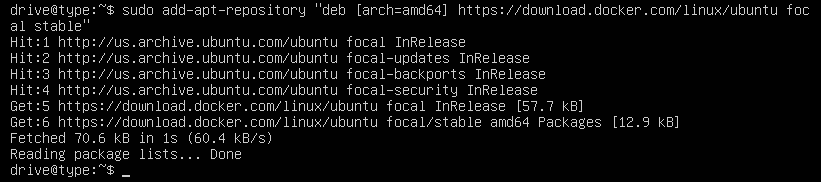 drive@type:~$ sudo add-apt-repository "deb [arch=amd64] https://download.docker.com/linux/ubuntu foc
al stable"
Hit:1 http://us.archive.ubuntu.com/ubuntu focal InRelease
Hit:2 http://us.archive.ubuntu.com/ubuntu focal-updates InRelease
Hit:3 http://us.archive.ubuntu.com/ubuntu focal-backports InRelease
Hit:4 http://us.archive.ubuntu.com/ubuntu focal-security InRelease
Get:5 https://download.docker.com/linux/ubuntu focal InRelease [57.7 kB]
Get:6 https://download.docker.com/linux/ubuntu focal/stable amd64 Packages [12.9 kB]
Fetched 70.6 kB in 1s (60.4 kB/s)
Reading package lists... Done
drive@type:~$ _